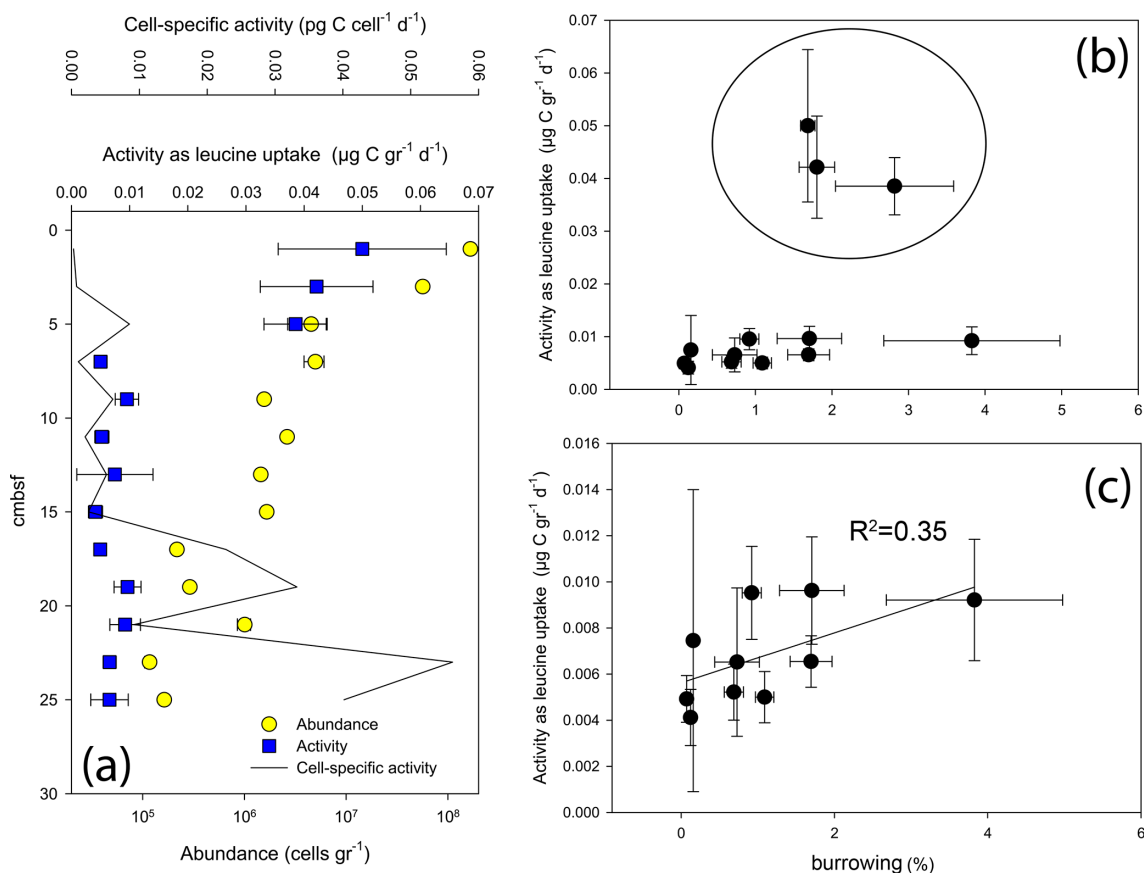 Cell-specific activity (pg C cell⁻¹ d⁻¹)
0.00 0.01 0.02 0.03 0.04 0.05 0.06
Activity as leucine uptake (µg C gr⁻¹ d⁻¹)
0.00 0.01 0.02 0.03 0.04 0.05 0.06 0.07
cmbsf
0
5
10
15
20
25
30
Abundance
Activity
Cell-specific activity
(a)
10⁵ 10⁶ 10⁷ 10⁸
Abundance (cells gr⁻¹)
(b)
Activity as leucine uptake (µg C gr⁻¹ d⁻¹)
0.07
0.06
0.05
0.04
0.03
0.02
0.01
0.00
0 1 2 3 4 5 6
(c)
R²=0.35
Activity as leucine uptake (µg C gr⁻¹ d⁻¹)
0.016
0.014
0.012
0.010
0.008
0.006
0.004
0.002
0.000
0 2 4 6
burrowing (%)